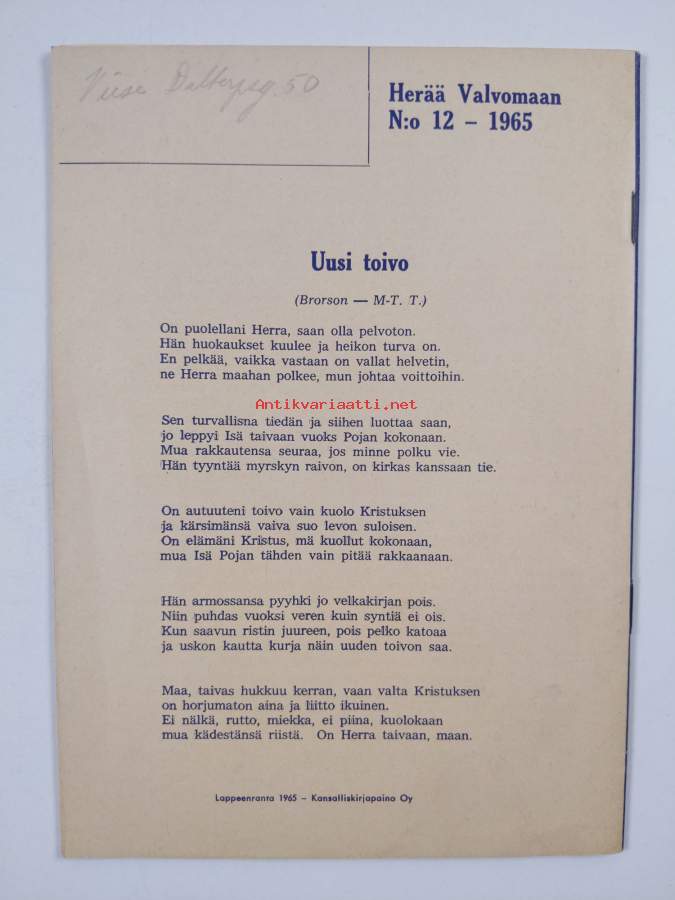 50
Herää Valvomaan
N:o 12 – 1965
Uusi toivo
(Brorson — M-T. T.)
On puolellani Herra, saan olla pelvoton.
Hän huokaukset kuulee ja heikon turva on.
En pelkää, vaikka vastaan on vallat helvetin,
ne Herra maahan polkee, mun johtaa voittoihin.
Antikvariaatti.net
Sen turvallisna tiedän ja siihen luottaa saan,
jo leppyi Isä taivaan vuoks Pojan kokonaan.
Mua rakkautensa seuraa, jos minne polku vie.
Hän tyyntää myrskyn raivon, on kirkas kanssaan tie.
On autuuteni toivo vain kuolo Kristuksen
ja kärsimänsä vaiva suo levon suloisen.
On elämäni Kristus, mä kuollut kokonaan,
mua Isä Pojan tähden vain pitää rakkaanaan.
Hän armossansa pyyhki jo velkakirjan pois.
Niin puhdas vuoksi veren kuin syntiä ei ois.
Kun saavun ristin juureen, pois pelko katoaa
ja uskon kautta kurja näin uuden toivon saa.
Maa, taivas hukkuu kerran, vaan valta Kristuksen
on horjumaton aina ja liitto ikuinen.
Ei nälkä, rutto, miekka, ei piina, kuolokaan
mua kädestänsä riistä. On Herra taivaan, maan.
Lappeenranta 1965 – Kansalliskirjapaino Oy